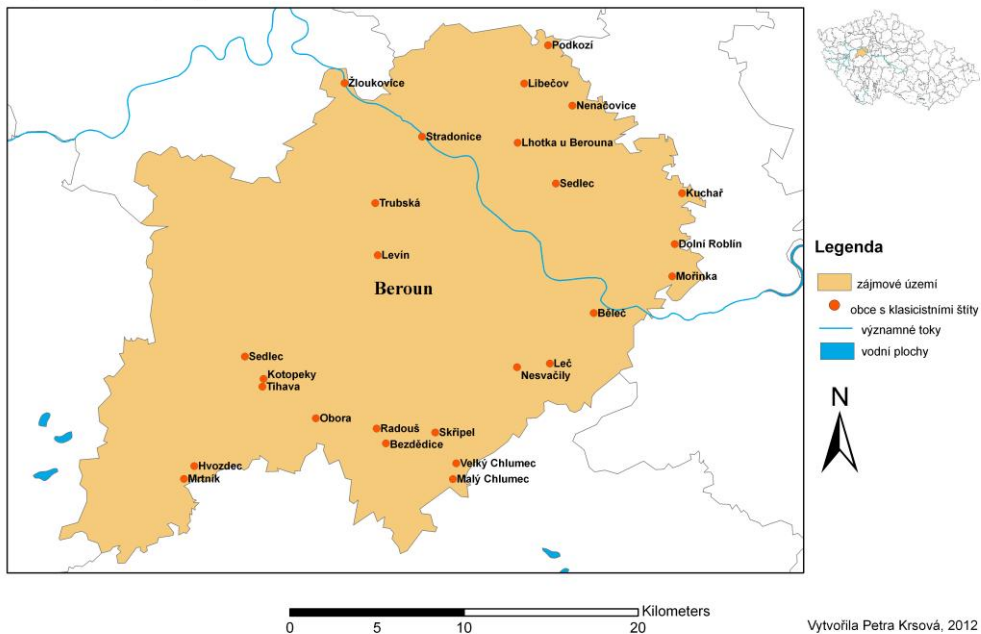 Podkozí
Žloukovice
Libečov
Nenačovice
Stradonice
Lhotka u Berouna
Sedlec
Kuchař
Trubská
Dolní Roblín
Levín
Mořinka
Beroun
Běleč
Sedlec
Leč
Nesvačily
Kotopeky
Tihava
Obora
Radouš
Skřipel
Bezdědice
Velký Chlumec
Hvozdec
Mrtník
Malý Chlumec
Legenda
zájmové území
obce s klasicistními štíty
významné toky
vodní plochy
N
Kilometers
0 5 10 20
Vytvořila Petra Krsová, 2012